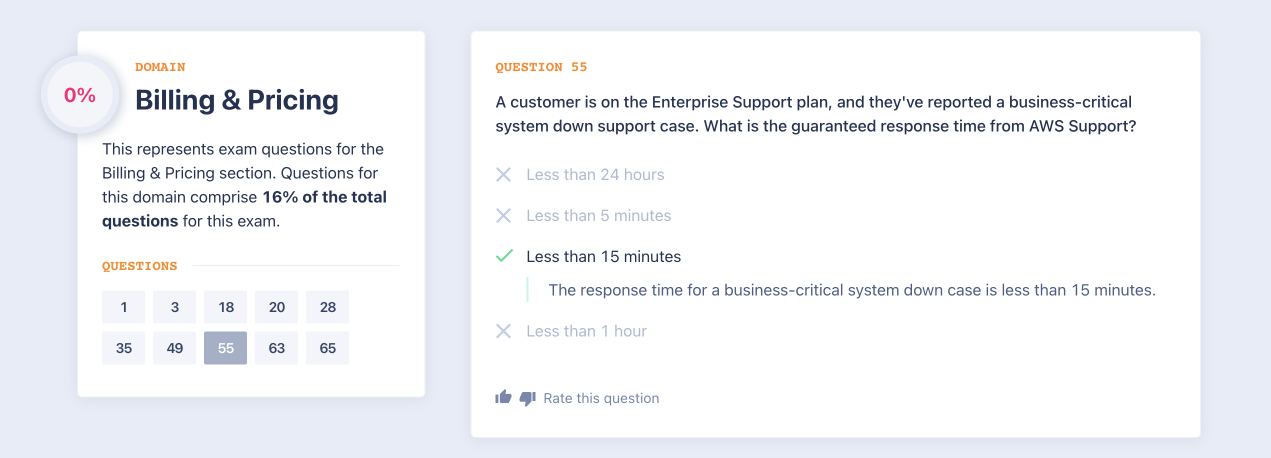 0%
DOMAIN
Billing & Pricing
This represents exam questions for the
Billing & Pricing section. Questions for
this domain comprise 16% of the total
questions for this exam.
QUESTIONS
1 3 18 20 28
35 49 55 63 65
QUESTION 55
A customer is on the Enterprise Support plan, and they've reported a business-critical
system down support case. What is the guaranteed response time from AWS Support?
Less than 24 hours
Less than 5 minutes
Less than 15 minutes
The response time for a business-critical system down case is less than 15 minutes.
Less than 1 hour
Rate this question